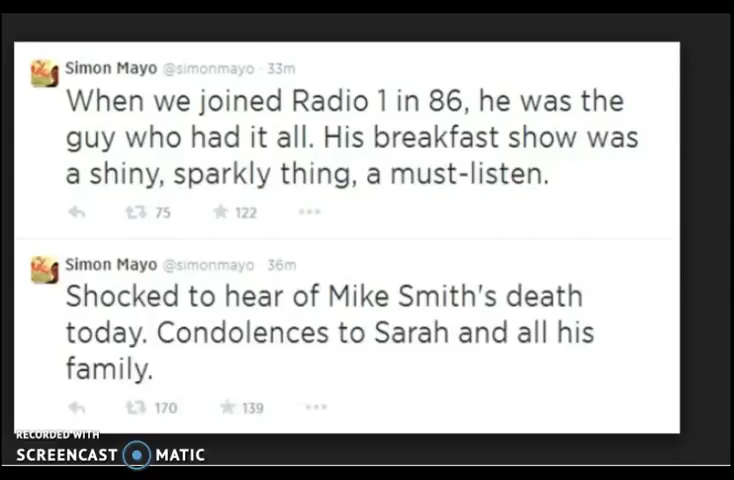 Simon Mayo @simonmayo · 33m
When we joined Radio 1 in 86, he was the
guy who had it all. His breakfast show was
a shiny, sparkly thing, a must-listen.
75 122
Simon Mayo @simonmayo · 36m
Shocked to hear of Mike Smith's death
today. Condolences to Sarah and all his
family.
170 139
RECORDED WITH
SCREENCAST MATIC